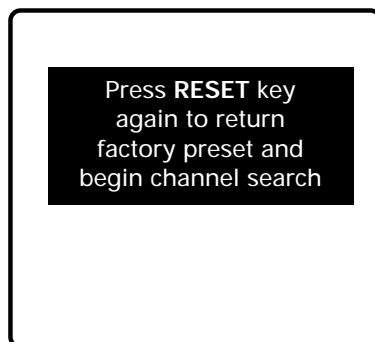 Press RESET key
again to return
factory preset and
begin channel search